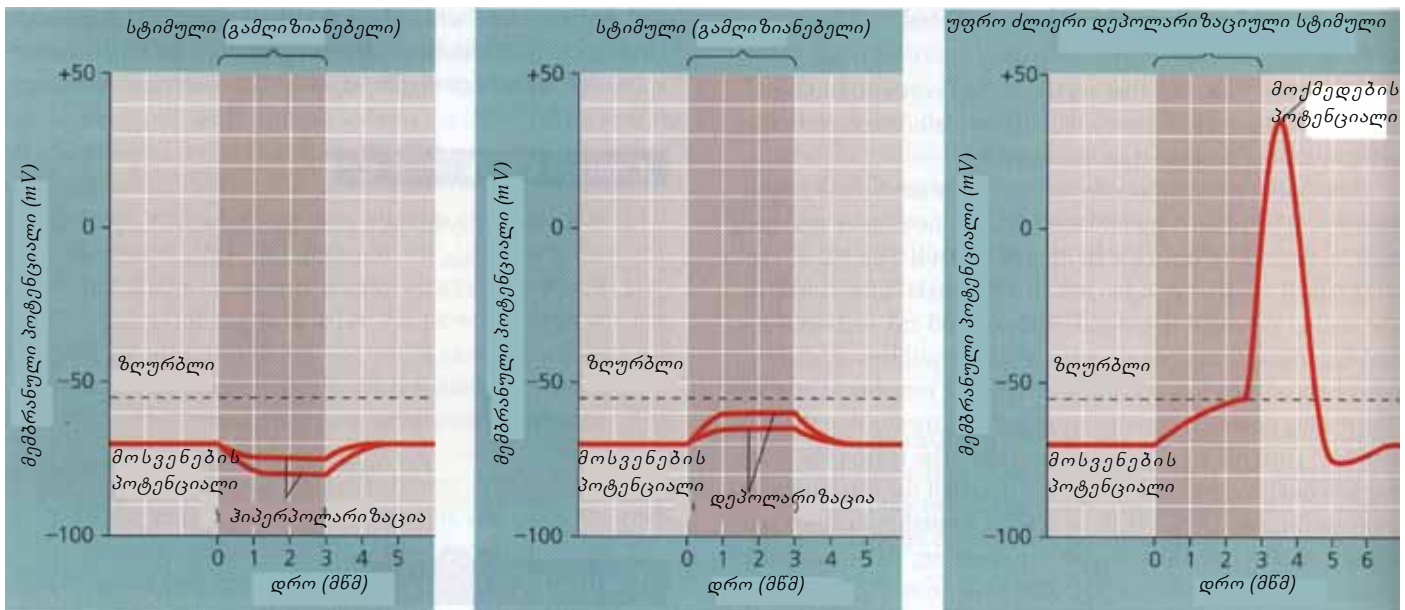 სტიმული (გამღიზიანებელი)
+50
0
−50
−100
მემბრანული პოტენციალი (mV)
ზღურბლი
მოსვენების
პოტენციალი
ჰიპერპოლარიზაცია
0 1 2 3 4 5
დრო (მწმ)
სტიმული (გამღიზიანებელი)
+50
0
−50
−100
მემბრანული პოტენციალი (mV)
ზღურბლი
მოსვენების
პოტენციალი
დეპოლარიზაცია
0 1 2 3 4 5
დრო (მწმ)
უფრო ძლიერი დეპოლარიზაციული სტიმული
+50
0
−50
−100
მემბრანული პოტენციალი (mV)
მოქმედების
პოტენციალი
ზღურბლი
მოსვენების
პოტენციალი
0 1 2 3 4 5 6
დრო (მწმ)